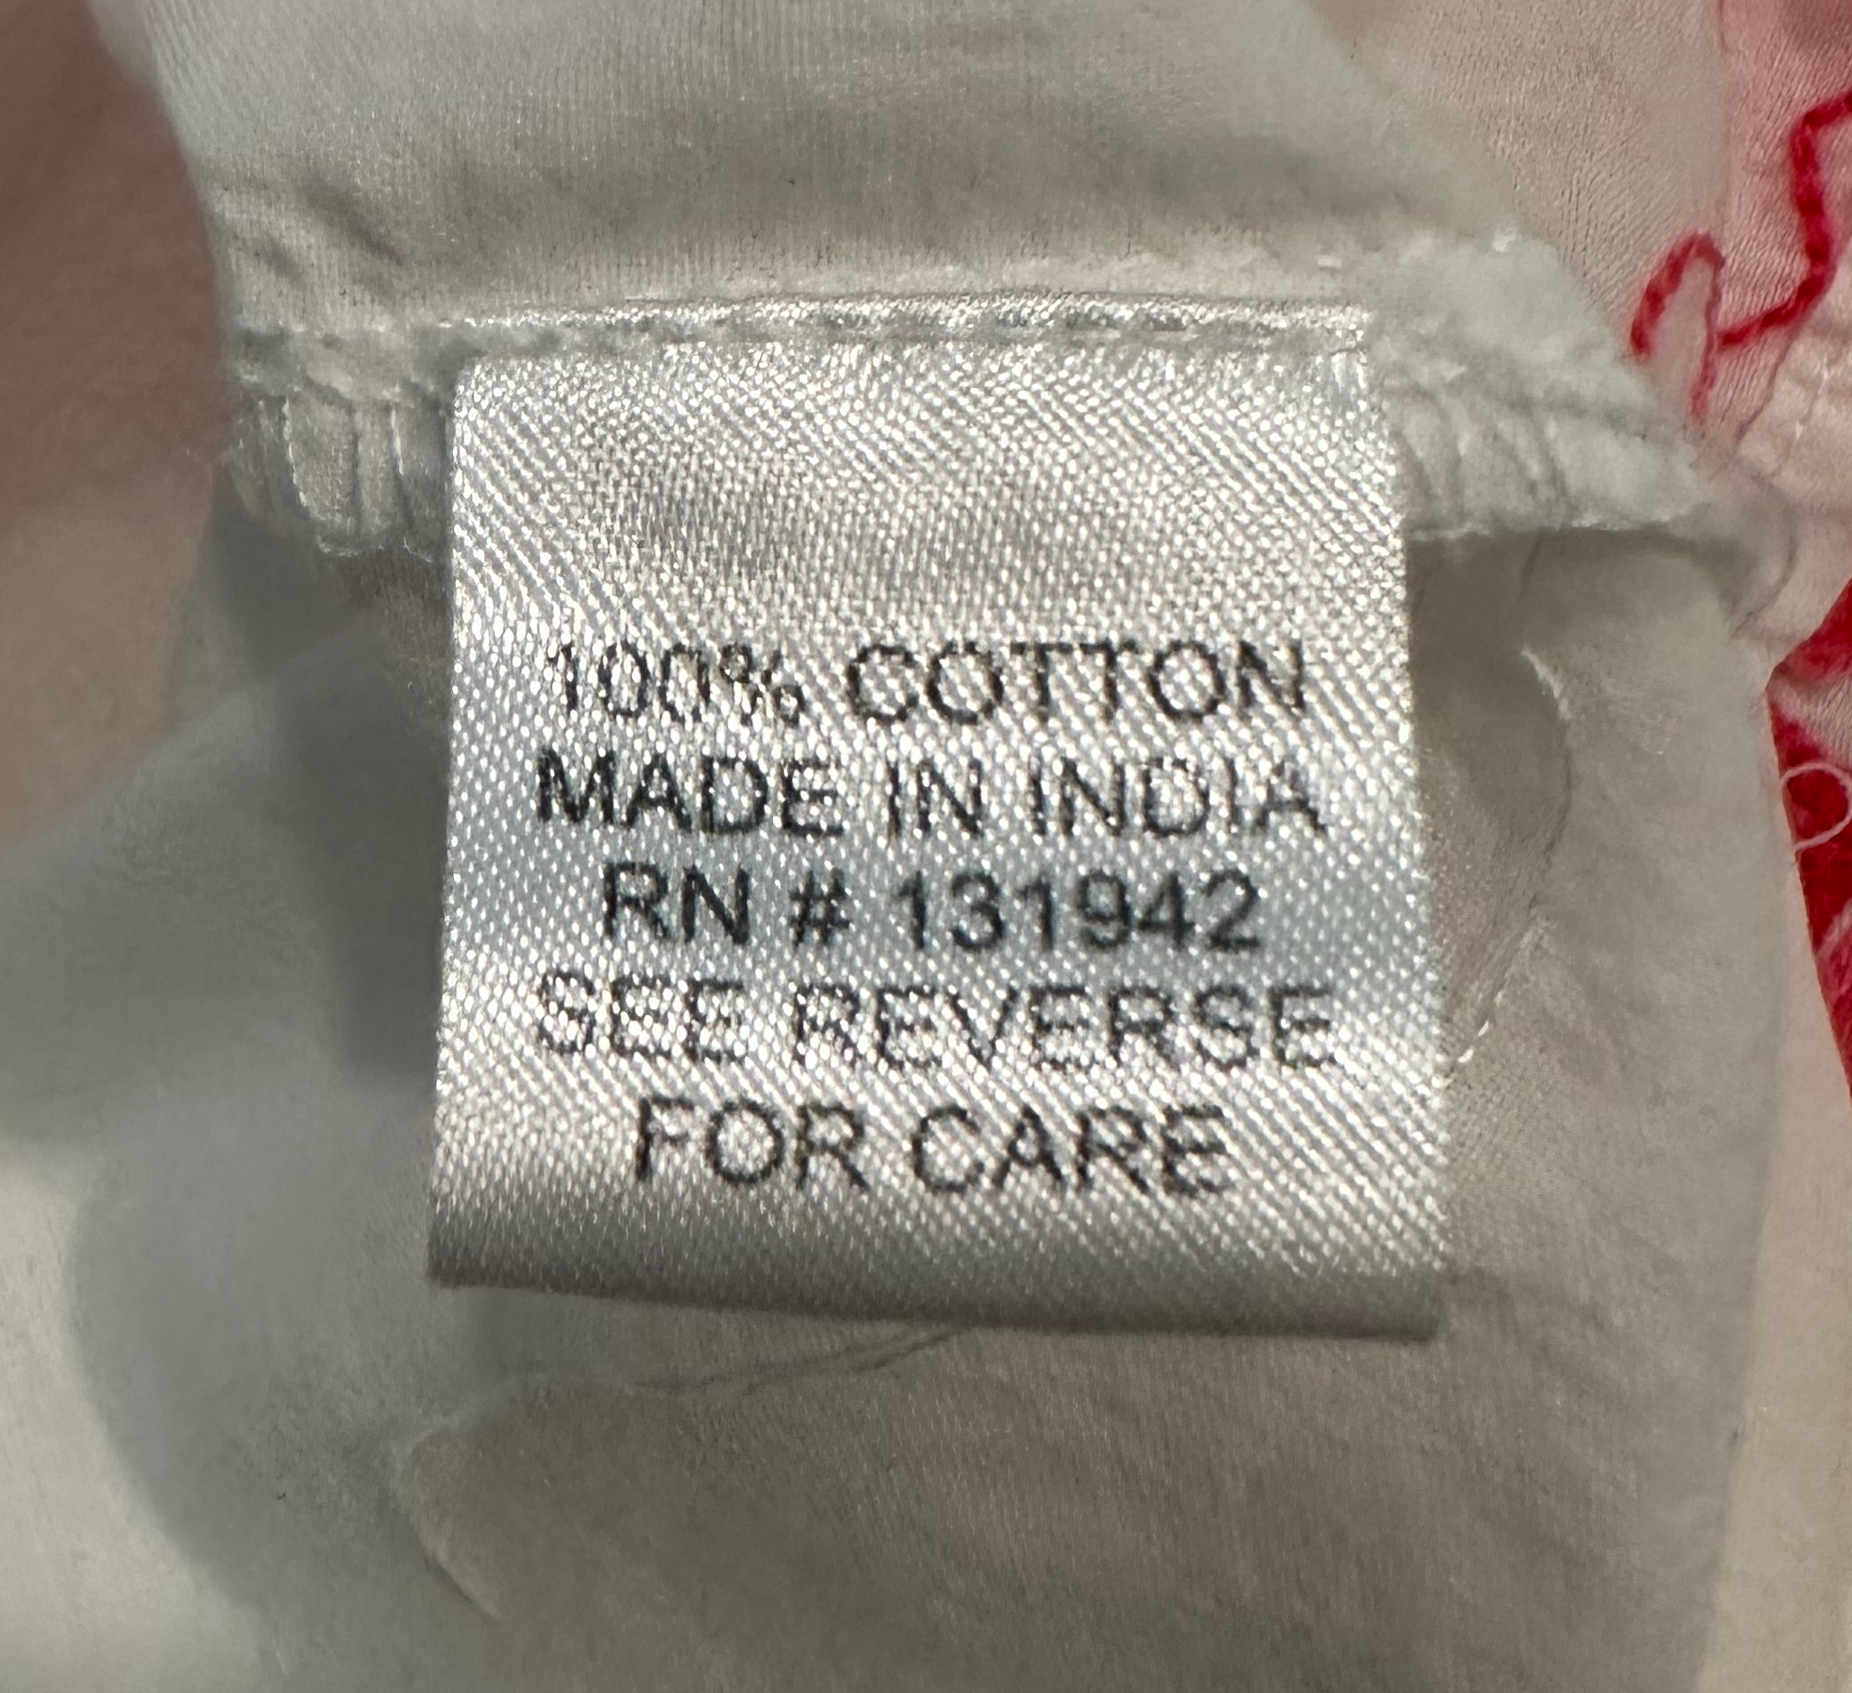 100% COTTON
MADE IN INDIA
RN # 131942
SEE REVERSE
FOR CARE